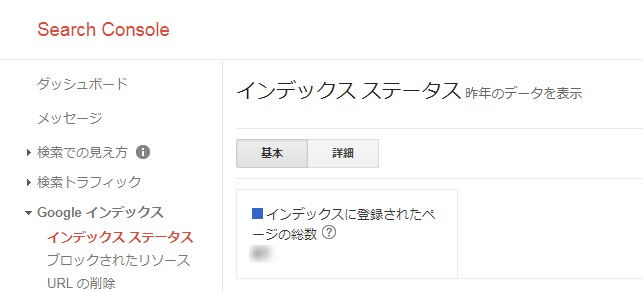 Search Console
ダッシュボード
メッセージ
検索での見え方
検索トラフィック
Google インデックス
インデックス ステータス
ブロックされたリソース
URL の削除
インデックス ステータス 昨年のデータを表示
基本 詳細
インデックスに登録されたペ
ージの総数